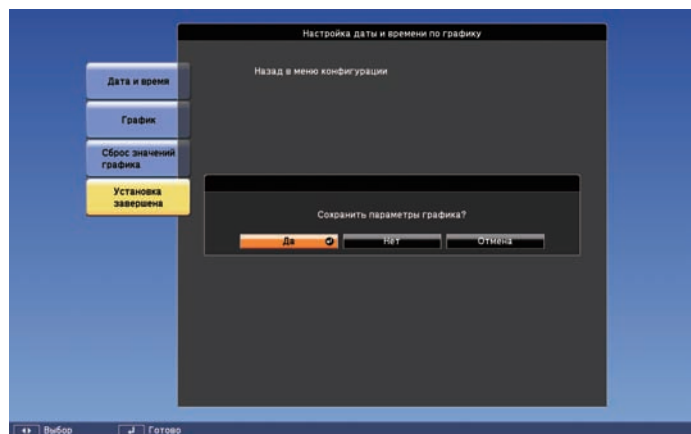 Настройка даты и времени по графику
Назад в меню конфигурации
Дата и время
График
Сброс значений
графика
Установка
завершена
Сохранить параметры графика?
Да Нет Отмена
Выбор Готово